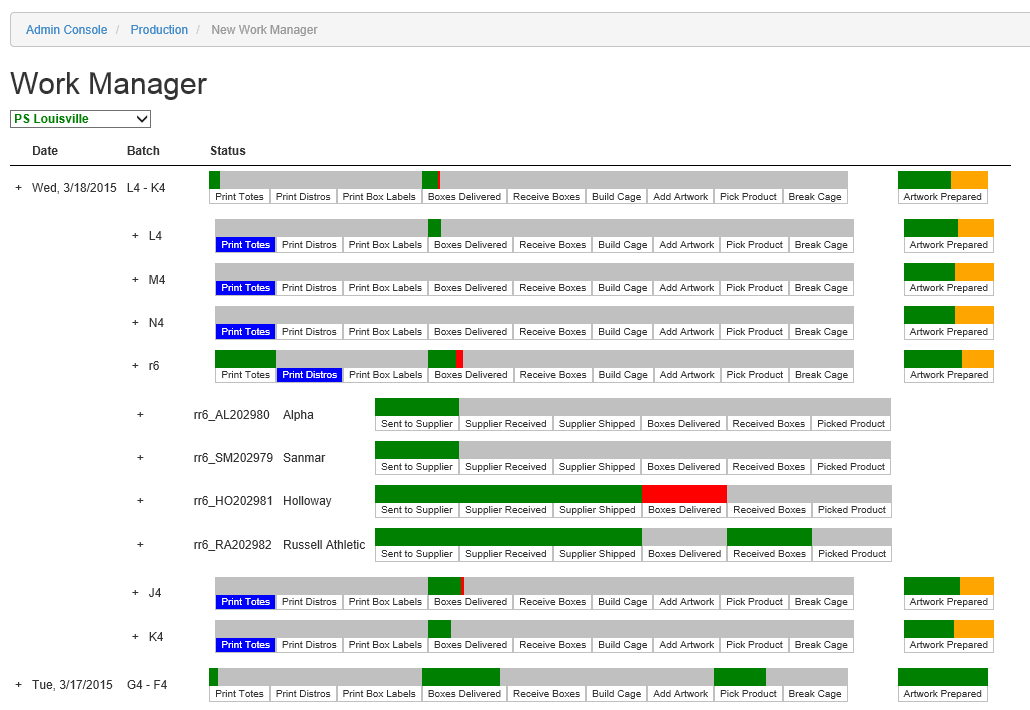 Admin Console / Production / New Work Manager
Work Manager
PS Louisville
Date Batch Status
+ Wed, 3/18/2015 L4 - K4 Print Totes Print Distros Print Box Labels Boxes Delivered Receive Boxes Build Cage Add Artwork Pick Product Break Cage Artwork Prepared
+ L4 Print Totes Print Distros Print Box Labels Boxes Delivered Receive Boxes Build Cage Add Artwork Pick Product Break Cage Artwork Prepared
+ M4 Print Totes Print Distros Print Box Labels Boxes Delivered Receive Boxes Build Cage Add Artwork Pick Product Break Cage Artwork Prepared
+ N4 Print Totes Print Distros Print Box Labels Boxes Delivered Receive Boxes Build Cage Add Artwork Pick Product Break Cage Artwork Prepared
+ r6 Print Totes Print Distros Print Box Labels Boxes Delivered Receive Boxes Build Cage Add Artwork Pick Product Break Cage Artwork Prepared
+ rr6_AL202980 Alpha Sent to Supplier Supplier Received Supplier Shipped Boxes Delivered Received Boxes Picked Product
+ rr6_SM202979 Sanmar Sent to Supplier Supplier Received Supplier Shipped Boxes Delivered Received Boxes Picked Product
+ rr6_HO202981 Holloway Sent to Supplier Supplier Received Supplier Shipped Boxes Delivered Received Boxes Picked Product
+ rr6_RA202982 Russell Athletic Sent to Supplier Supplier Received Supplier Shipped Boxes Delivered Received Boxes Picked Product
+ J4 Print Totes Print Distros Print Box Labels Boxes Delivered Receive Boxes Build Cage Add Artwork Pick Product Break Cage Artwork Prepared
+ K4 Print Totes Print Distros Print Box Labels Boxes Delivered Receive Boxes Build Cage Add Artwork Pick Product Break Cage Artwork Prepared
+ Tue, 3/17/2015 G4 - F4 Print Totes Print Distros Print Box Labels Boxes Delivered Receive Boxes Build Cage Add Artwork Pick Product Break Cage Artwork Prepared